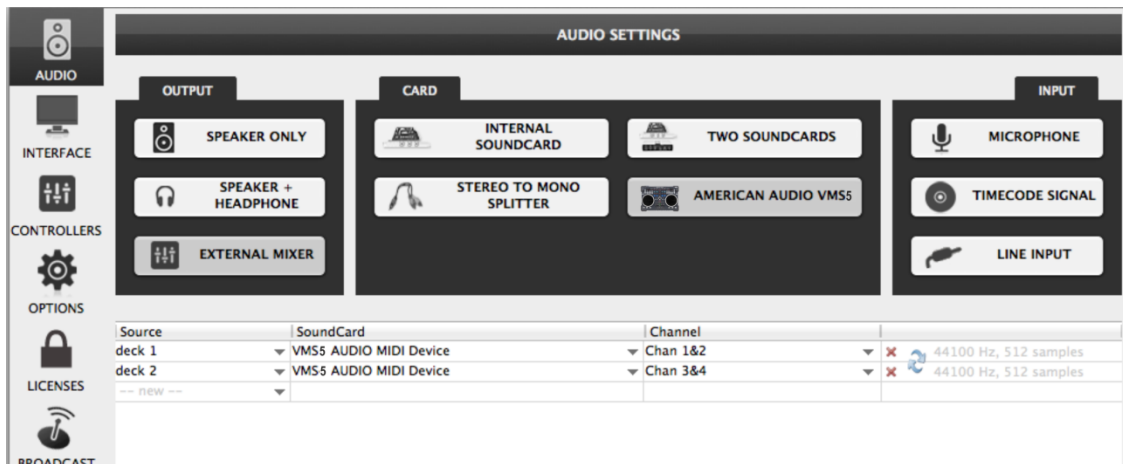 AUDIO SETTINGS
AUDIO
INTERFACE
CONTROLLERS
OPTIONS
LICENSES
BROADCAST
OUTPUT
SPEAKER ONLY
SPEAKER +
HEADPHONE
EXTERNAL MIXER
CARD
INTERNAL
SOUNDCARD
TWO SOUNDCARDS
STEREO TO MONO
SPLITTER
AMERICAN AUDIO VMS5
INPUT
MICROPHONE
TIMECODE SIGNAL
LINE INPUT
Source SoundCard Channel
deck 1 VMS5 AUDIO MIDI Device Chan 1&2 44100 Hz, 512 samples
deck 2 VMS5 AUDIO MIDI Device Chan 3&4 44100 Hz, 512 samples
-- new --